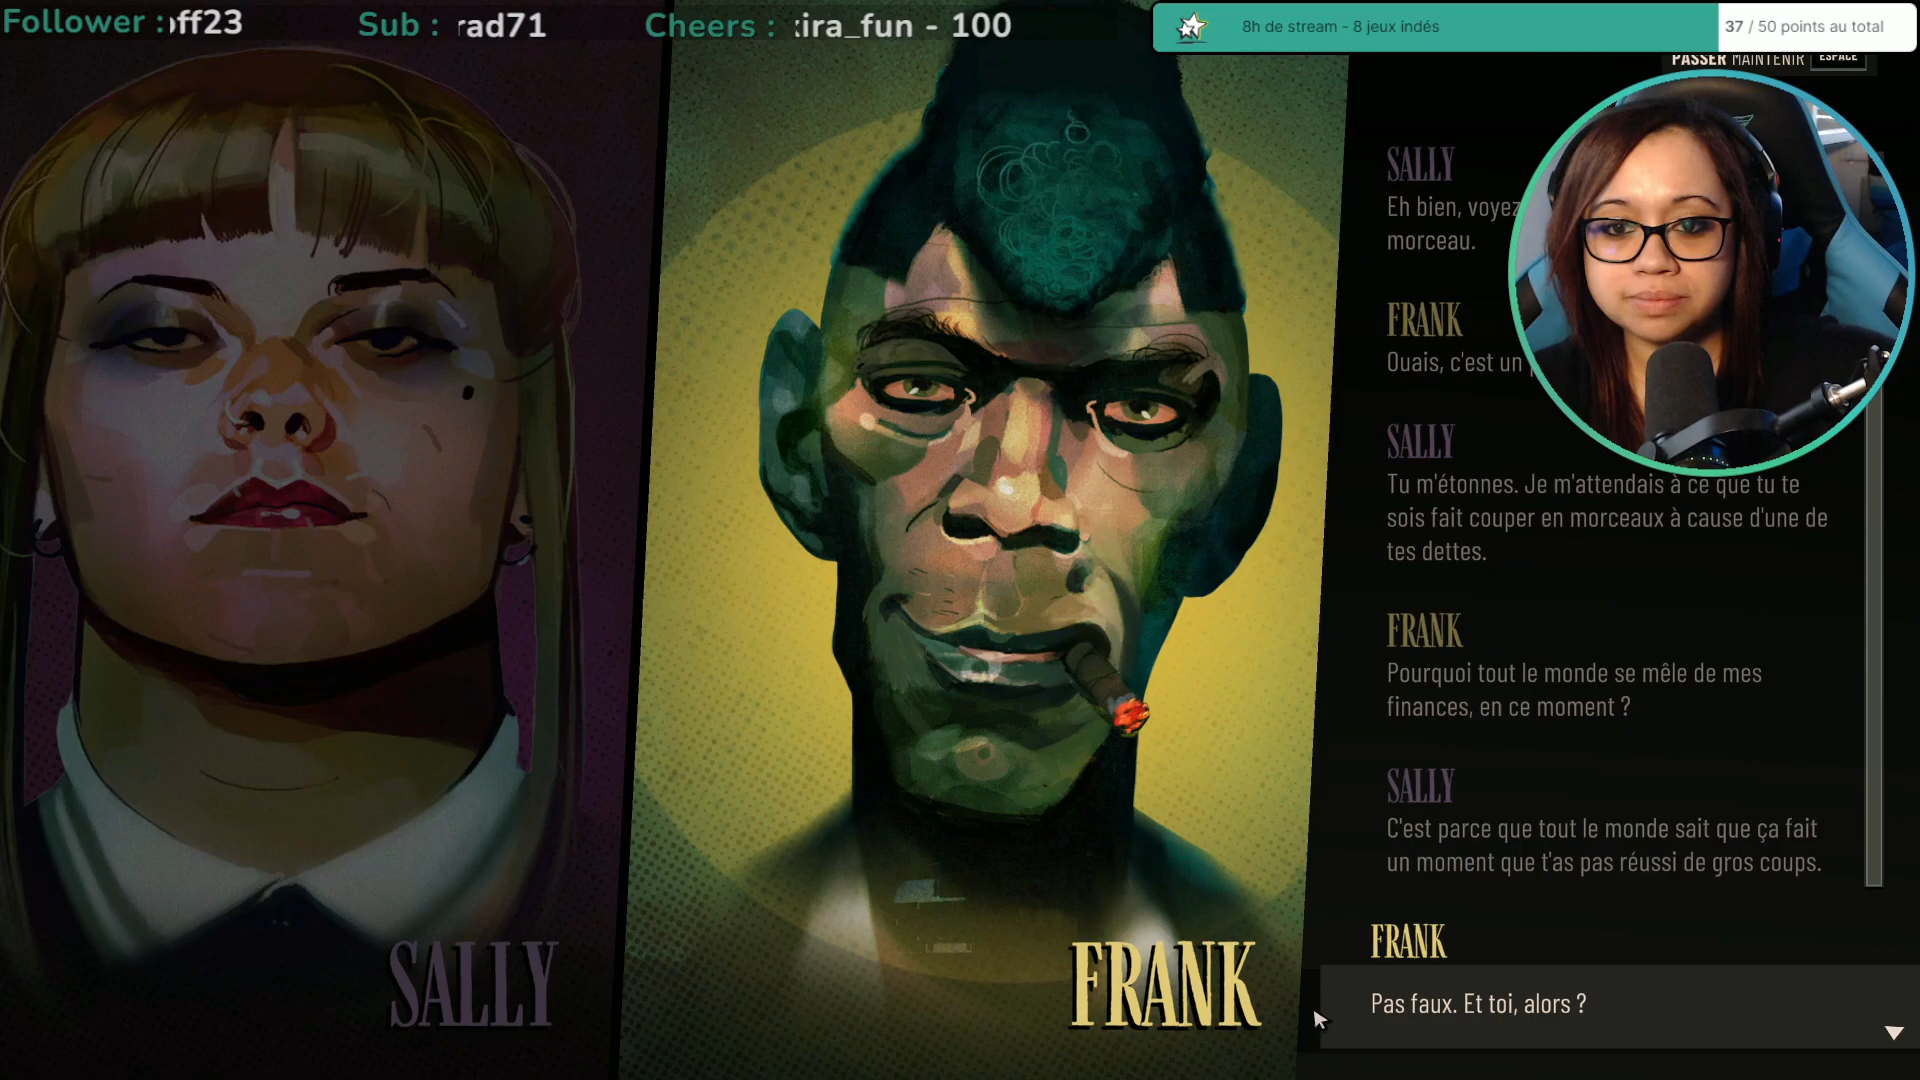 Follower :
ff23
Sub :
rad71
Cheers :
ira_fun - 100
8h de stream - 8 jeux indés
37 / 50 points au total
PASSER MAINTENIR ESPACE
SALLY
Eh bien, voyez
morceau.
FRANK
Ouais, c'est un
SALLY
Tu m'étonnes. Je m'attendais à ce que tu te
sois fait couper en morceaux à cause d'une de
tes dettes.
FRANK
Pourquoi tout le monde se mêle de mes
finances, en ce moment ?
SALLY
C'est parce que tout le monde sait que ça fait
un moment que t'as pas réussi de gros coups.
FRANK
Pas faux. Et toi, alors ?
SALLY
FRANK